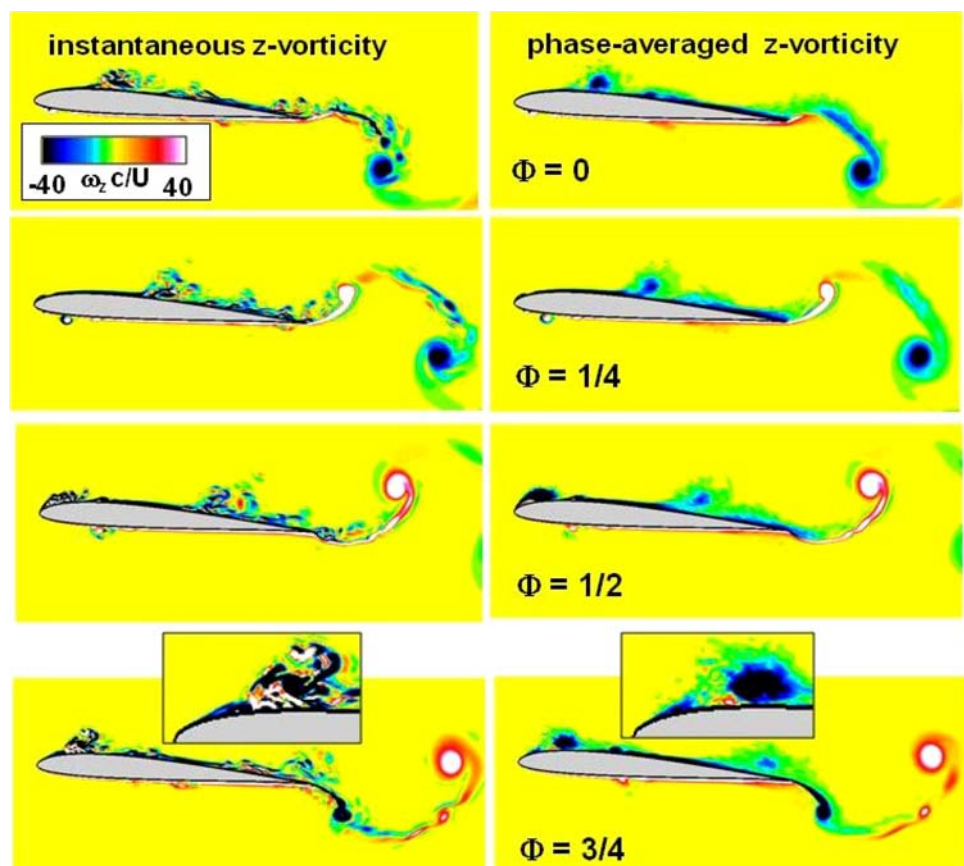 instantaneous z-vorticity
phase-averaged z-vorticity
-40 ω_z c/U 40
Φ = 0
Φ = 1/4
Φ = 1/2
Φ = 3/4